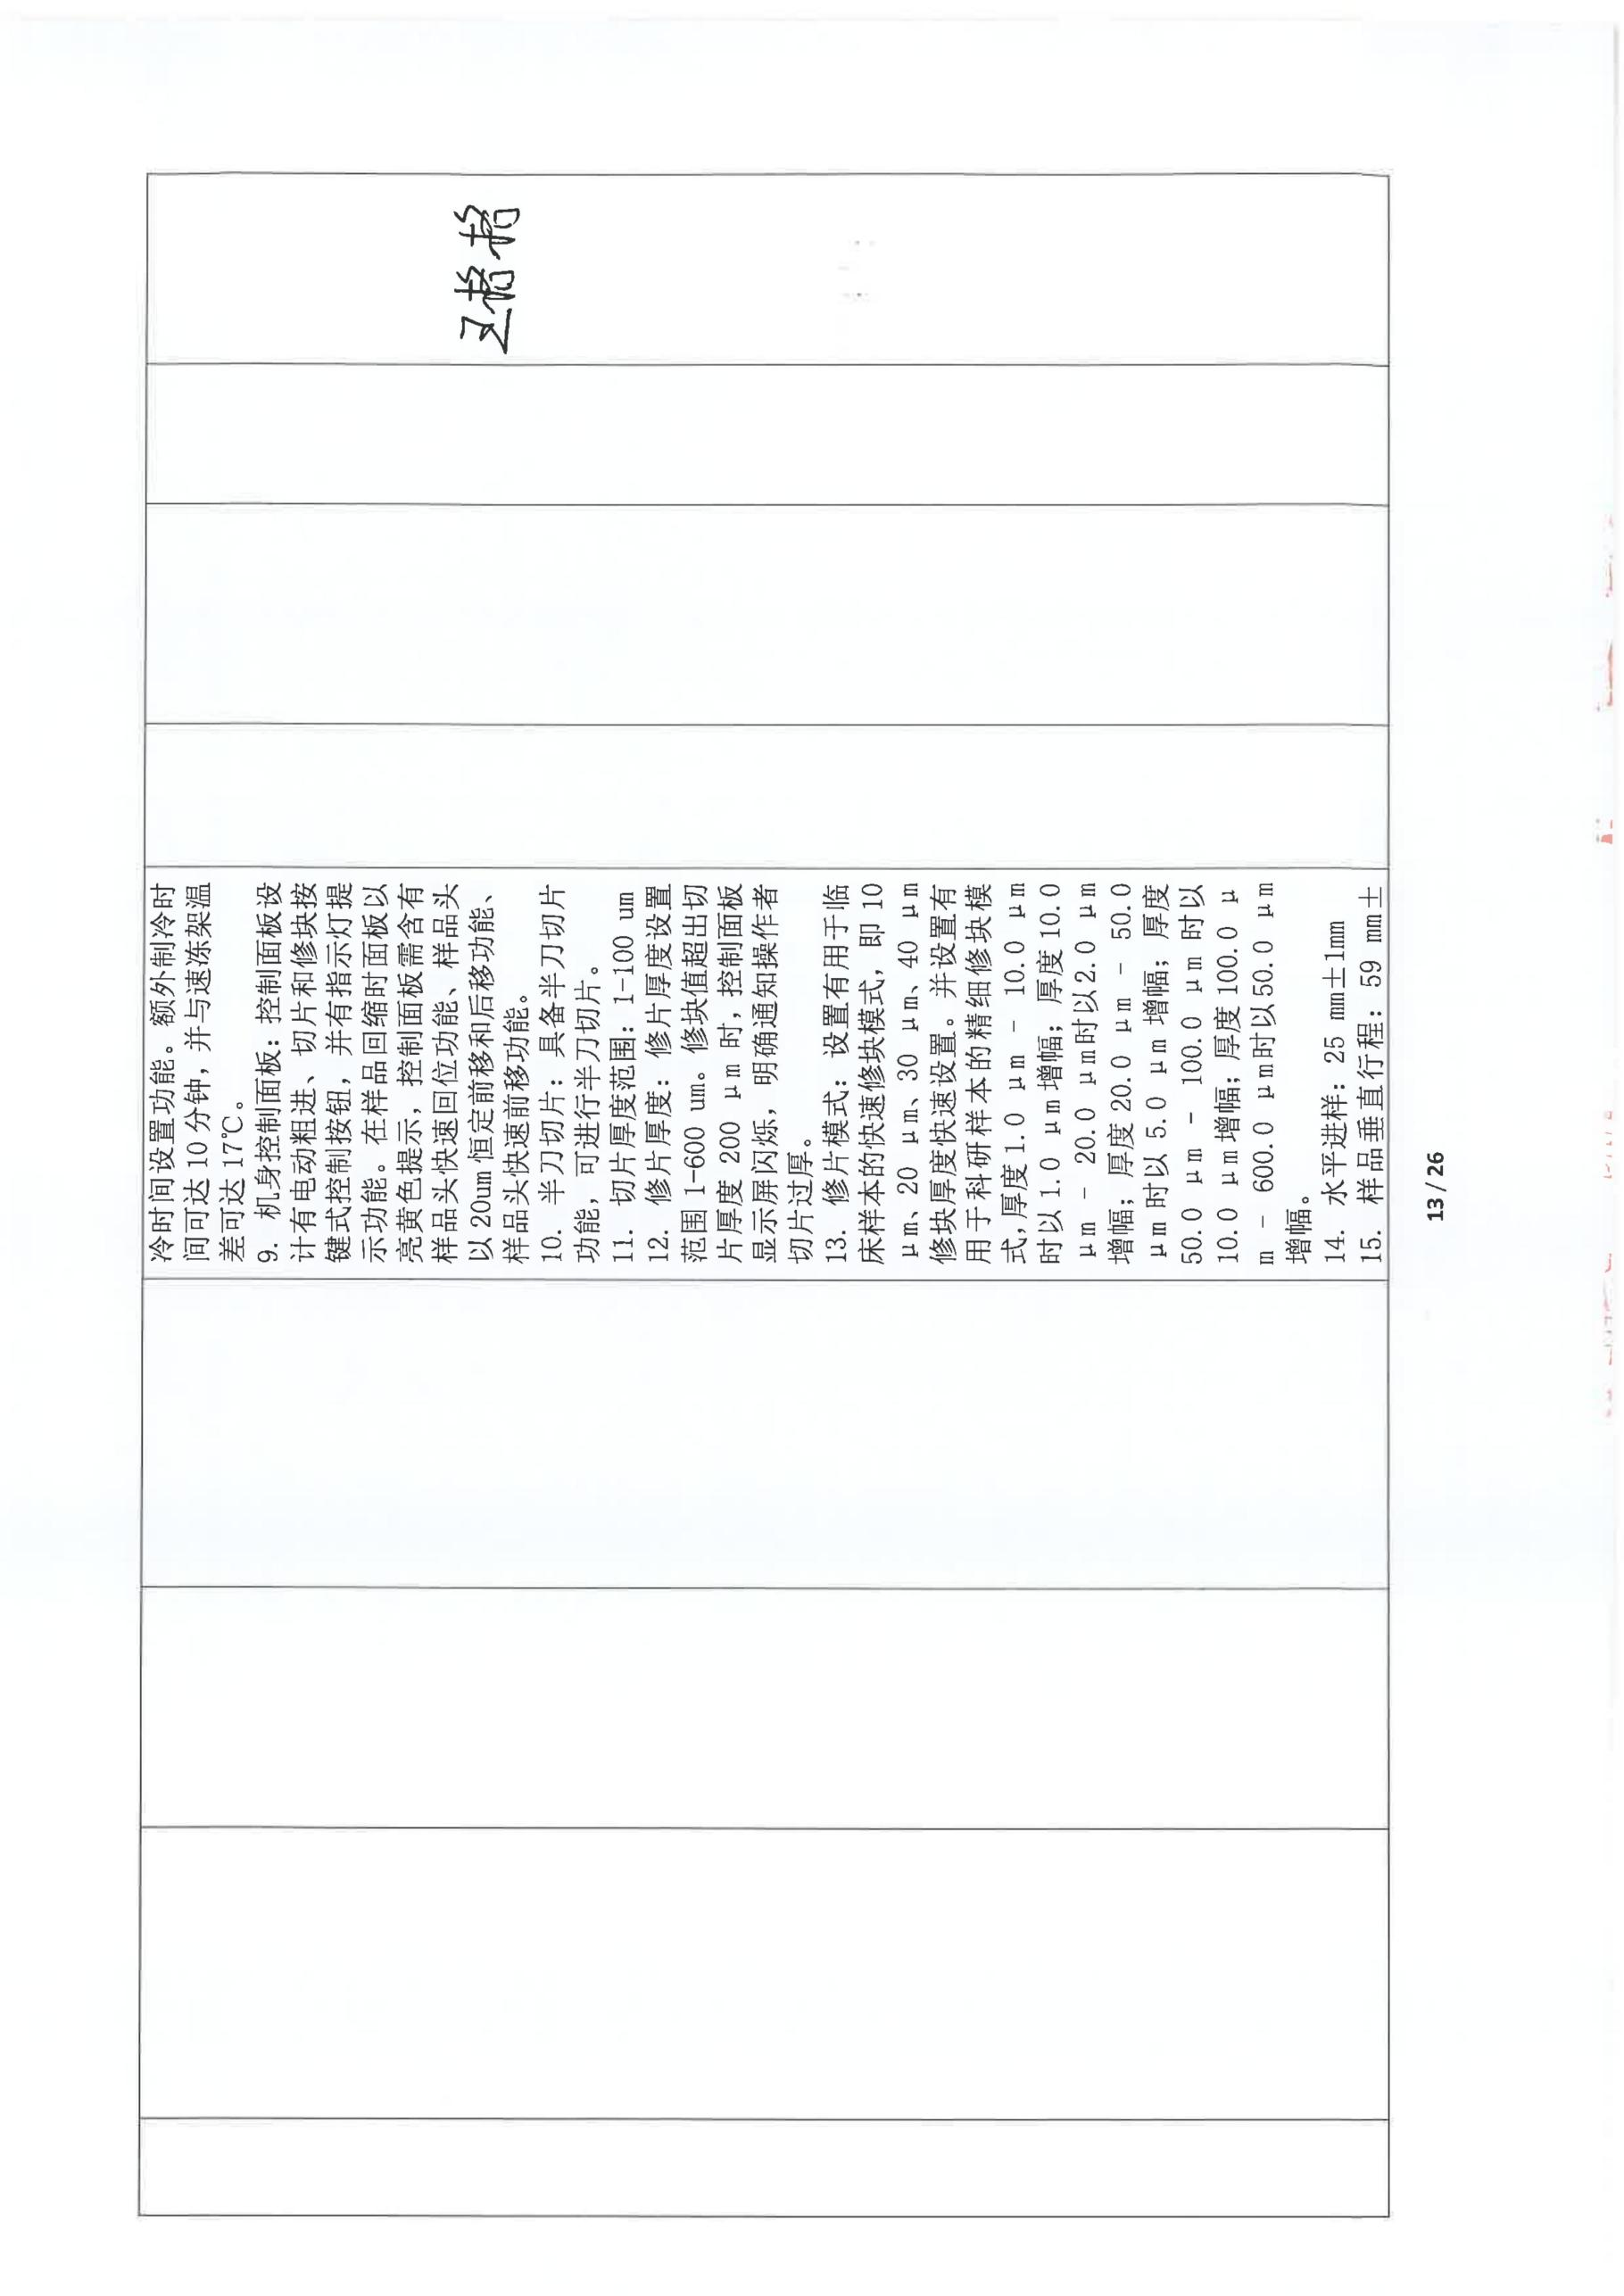 冷时间设置功能。额外制冷时
间可达 10 分钟，并与速冻架温
差可达 17℃。
9. 机身控制面板：控制面板设
计有电动粗进、切片和修块按
键式控制按钮，并有指示灯提
示功能。在样品回缩时面板以
亮黄色提示，控制面板需含有
样品头快速回位功能、样品头
以 20um 恒定前移和后移功能、
样品头快速前移功能。
10. 半刀切片：具备半刀切片
功能，可进行半刀切片。
11. 切片厚度范围：1-100 um
12. 修片厚度：修片厚度设置
范围 1-600 um。修块值超出切
片厚度 200 μm 时，控制面板
显示屏闪烁，明确通知操作者
切片过厚。
13. 修片模式：设置有用于临
床样本的快速修块模式，即 10
μm、20 μm、30 μm、40 μm
修块厚度快速设置。并设置有
用于科研样本的精细修块模
式，厚度 1.0 μm - 10.0 μm
时以 1.0 μm 增幅；厚度 10.0
μm - 20.0 μm 时以 2.0 μm
增幅；厚度 20.0 μm - 50.0
μm 时以 5.0 μm 增幅；厚度
50.0 μm - 100.0 μm 时以
10.0 μm 增幅；厚度 100.0 μ
m - 600.0 μm 时以 50.0 μm
增幅。
14. 水平进样：25 mm±1mm
15. 样品垂直行程：59 mm±
13 / 26